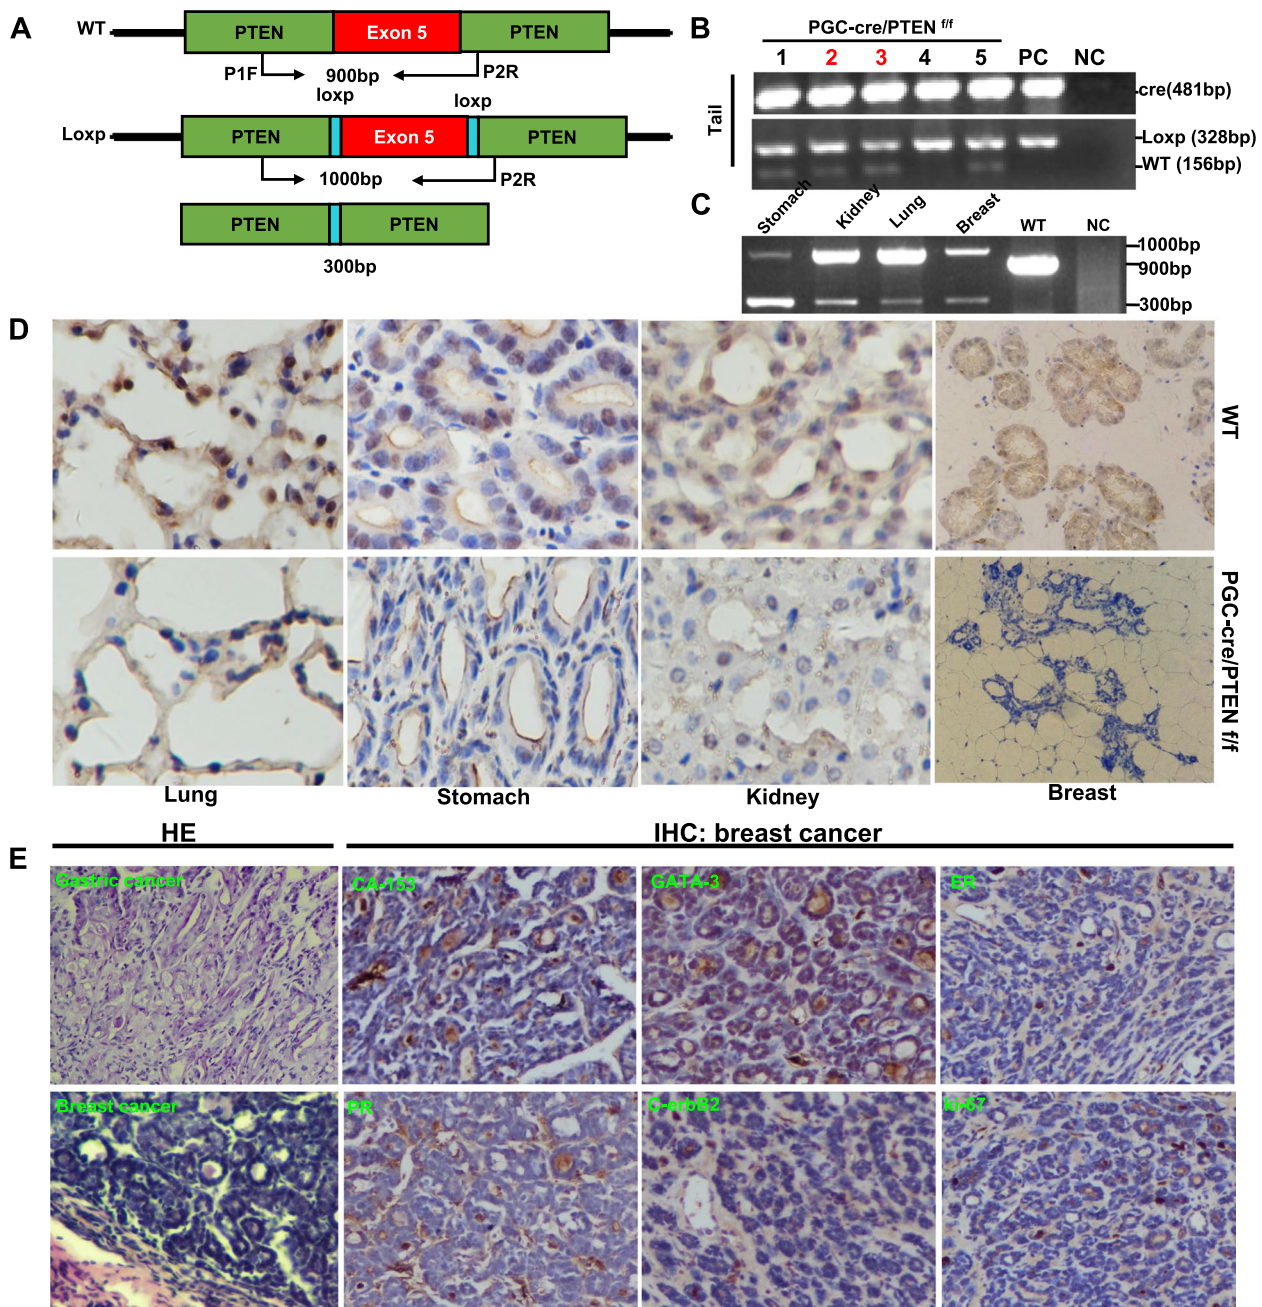 A
WT
PTEN
Exon 5
PTEN
P1F
900bp
P2R
loxp
loxp
Loxp
PTEN
Exon 5
PTEN
1000bp
P2R
PTEN
PTEN
300bp
B
PGC-cre/PTEN f/f
1 2 3 4 5 PC NC
Tail
cre(481bp)
Loxp (328bp)
WT (156bp)
C
Stomach
Kidney
Lung
Breast
WT
NC
1000bp
900bp
300bp
D
WT
PGC-cre/PTEN f/f
Lung
Stomach
Kidney
Breast
HE
IHC: breast cancer
E
Gastric cancer
CA-153
GATA-3
ER
Breast cancer
PR
C-erbB2
ki-67